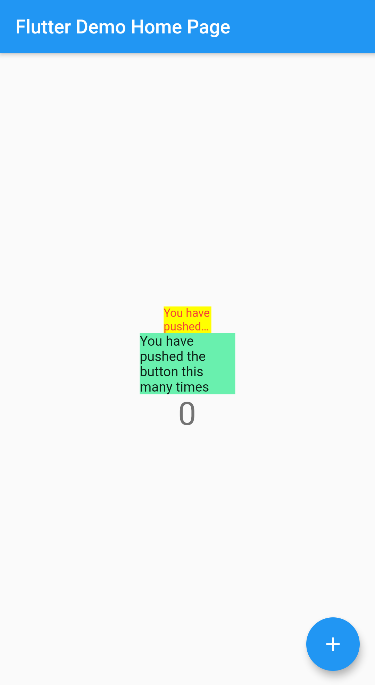 Flutter Demo Home Page
You have
pushed…
You have
pushed the
button this
many times
0